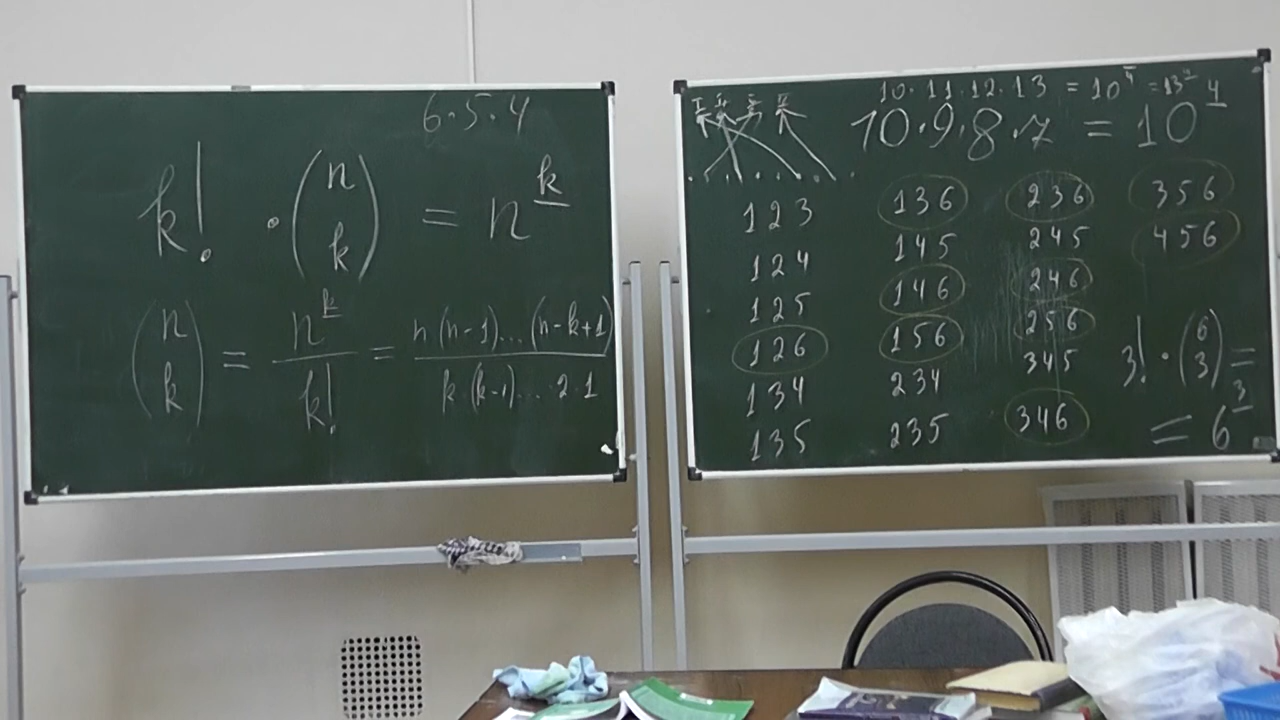 6·5·4
k! · (n k) = n^k
(n k) = n^k / k! = n(n-1)...(n-k+1) / k·(k-1)...·2·1
10·11·12·13 = 10^4 = 13^4
10·9·8·7 = 10^4
123 136 236 356
124 145 245 456
125 146 246
126 156 256
134 234 345
135 235 346
3! · (6 3) =
= 6^3